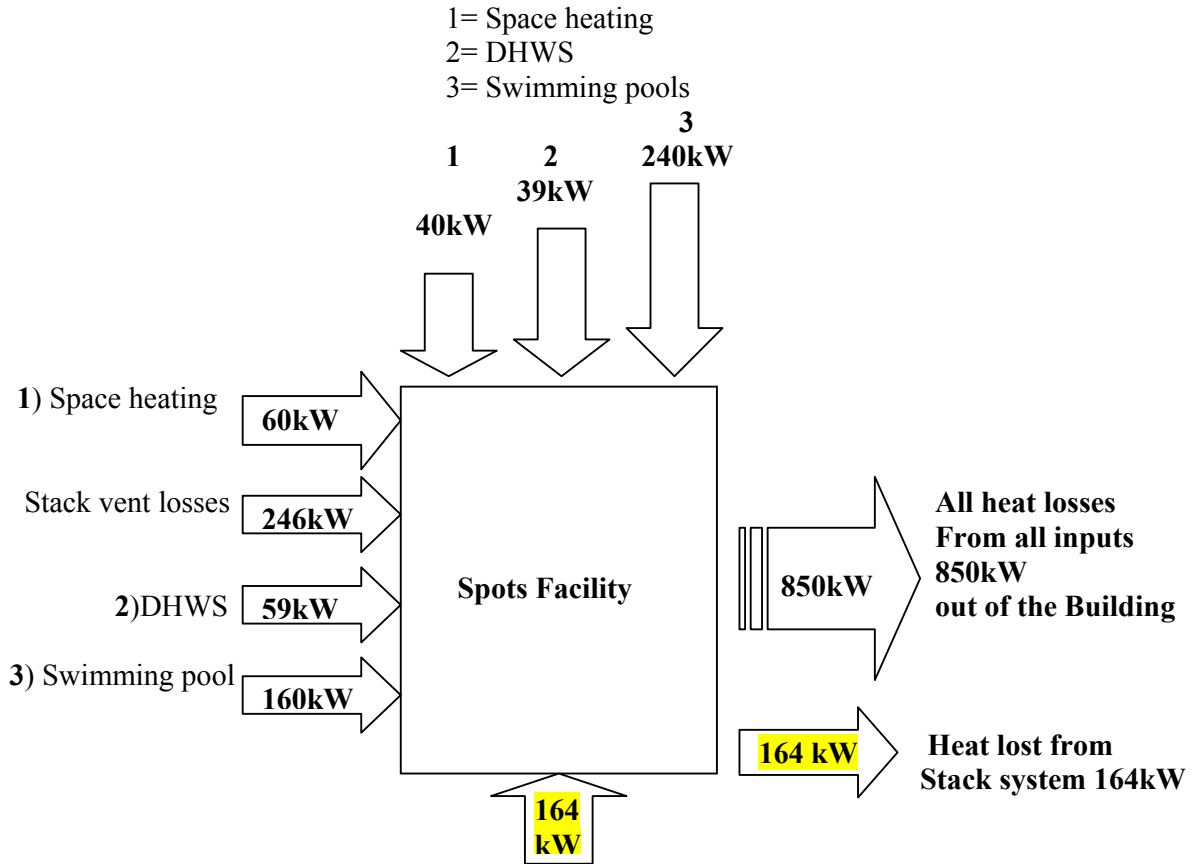 1= Space heating
2= DHWS
3= Swimming pools
3
1 2 240kW
39kW
40kW
1) Space heating
60kW
Stack vent losses
246kW
2)DHWS
59kW
3) Swimming pool
160kW
Spots Facility
850kW
All heat losses
From all inputs
850kW
out of the Building
164 kW
Heat lost from
Stack system 164kW
164
kW